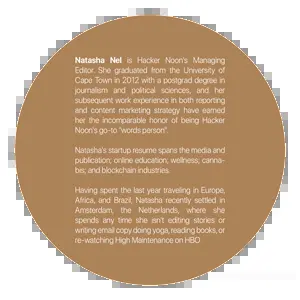 Natasha Nel is Hacker Noon's Managing
Editor. She graduated from the University of
Cape Town in 2012 with a postgrad degree in
journalism and political sciences, and her
subsequent work experience in both reporting
and content marketing strategy have earned
her the incomparable honor of being Hacker
Noon's go-to "words person".
Natasha's startup resume spans the media and
publication; online education; wellness; canna-
bis; and blockchain industries.
Having spent the last year traveling in Europe,
Africa, and Brazil, Natasha recently settled in
Amsterdam, the Netherlands, where she
spends any time she isn't editing stories or
writing email copy doing yoga, reading books, or
re-watching High Maintenance on HBO